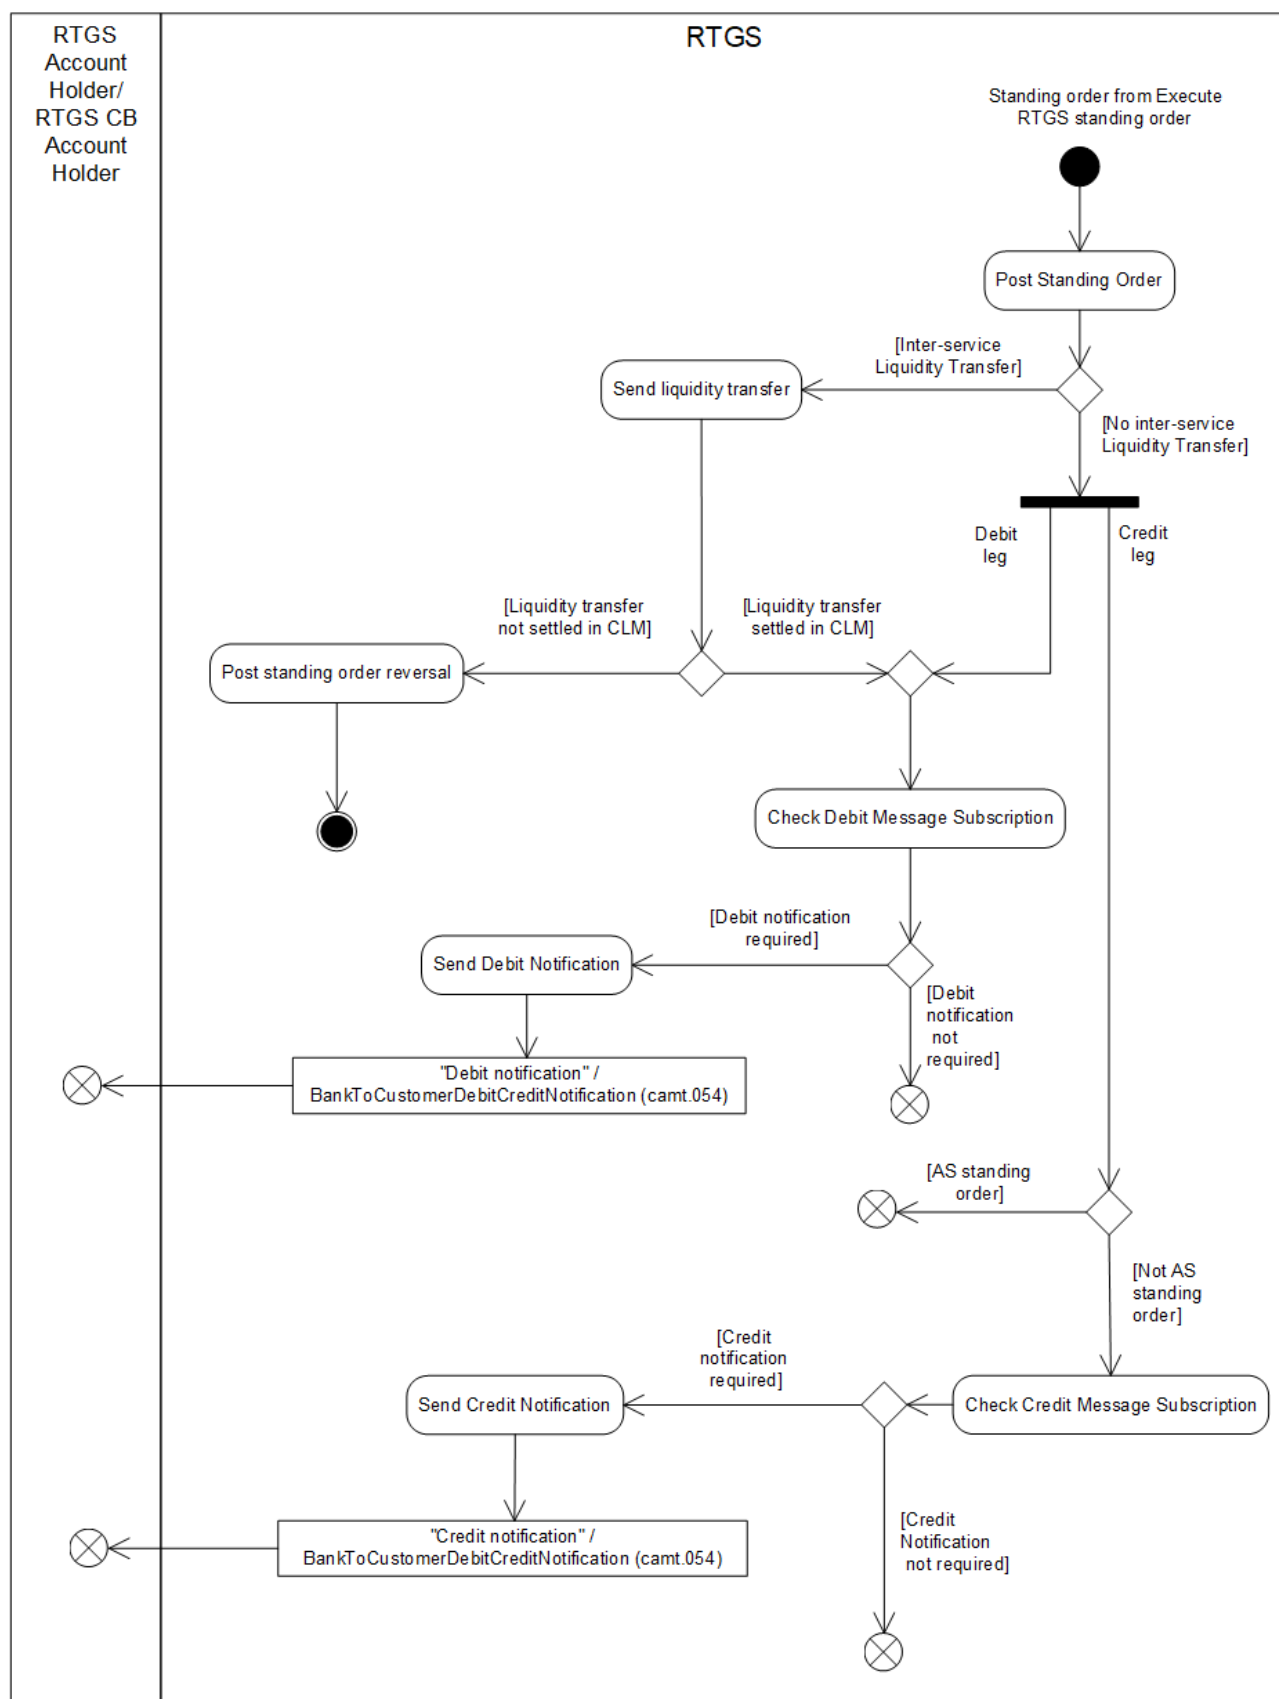 RTGS
Account
Holder/
RTGS CB
Account
Holder
RTGS
Standing order from Execute
RTGS standing order
Post Standing Order
[Inter-service
Liquidity Transfer]
Send liquidity transfer
[No inter-service
Liquidity Transfer]
Debit
leg
Credit
leg
[Liquidity transfer
not settled in CLM]
[Liquidity transfer
settled in CLM]
Post standing order reversal
Check Debit Message Subscription
[Debit notification
required]
Send Debit Notification
[Debit
notification
not
required]
"Debit notification" /
BankToCustomerDebitCreditNotification (camt.054)
[AS standing
order]
[Not AS
standing
order]
[Credit
notification
required]
Send Credit Notification
Check Credit Message Subscription
"Credit notification" /
BankToCustomerDebitCreditNotification (camt.054)
[Credit
Notification
not required]